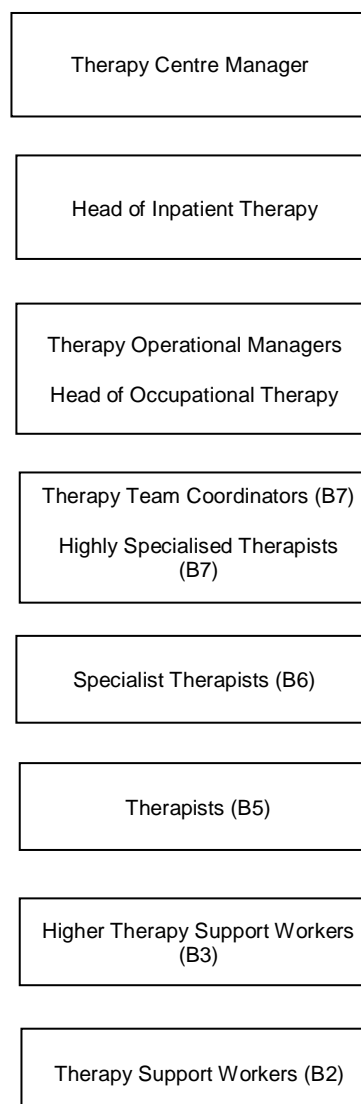 Therapy Centre Manager
Head of Inpatient Therapy
Therapy Operational Managers
Head of Occupational Therapy
Therapy Team Coordinators (B7)
Highly Specialised Therapists
(B7)
Specialist Therapists (B6)
Therapists (B5)
Higher Therapy Support Workers
(B3)
Therapy Support Workers (B2)